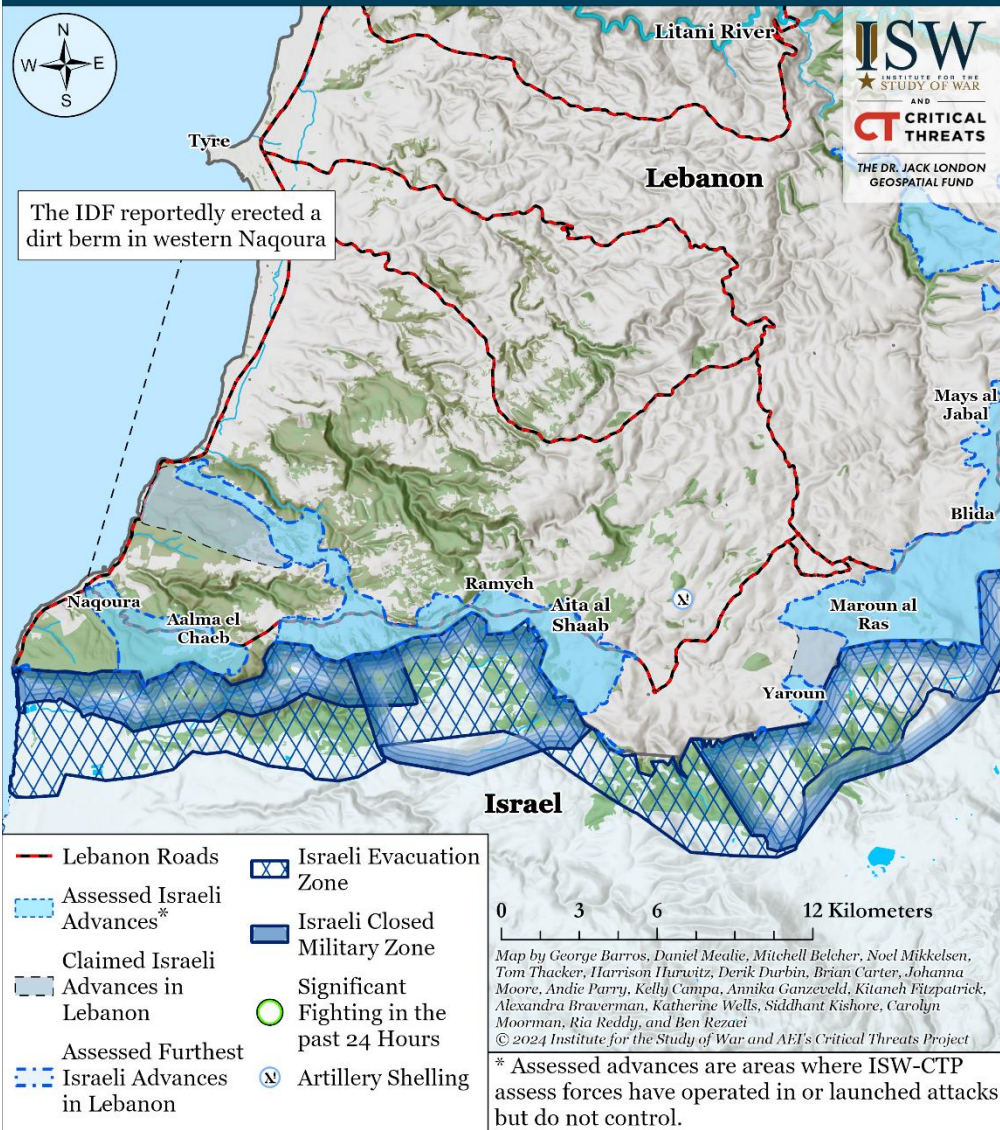 N
W E
S
Litani River
ISW
INSTITUTE FOR THE
STUDY OF WAR
AND
CT CRITICAL
THREATS
THE DR. JACK LONDON
GEOSPATIAL FUND
Tyre
Lebanon
The IDF reportedly erected a
dirt berm in western Naqoura
Mays al
Jabal
Blida
Ramych
Naqoura
Aalma el
Chaeb
Aita al
Shaab
Maroun al
Ras
Yaroun
Israel
Lebanon Roads
Assessed Israeli
Advances*
Claimed Israeli
Advances in
Lebanon
Assessed Furthest
Israeli Advances
in Lebanon
Israeli Evacuation
Zone
Israeli Closed
Military Zone
Significant
Fighting in the
past 24 Hours
Artillery Shelling
0 3 6 12 Kilometers
Map by George Barros, Daniel Mealie, Mitchell Belcher, Noel Mikkelsen,
Tom Thacker, Harrison Hurwitz, Derik Durbin, Brian Carter, Johanna
Moore, Andie Parry, Kelly Campa, Annika Ganzeveld, Kitaneh Fitzpatrick,
Alexandra Braverman, Katherine Wells, Siddhant Kishore, Carolyn
Moorman, Ria Reddy, and Ben Rezaei
© 2024 Institute for the Study of War and AEI's Critical Threats Project
* Assessed advances are areas where ISW-CTP
assess forces have operated in or launched attacks
but do not control.